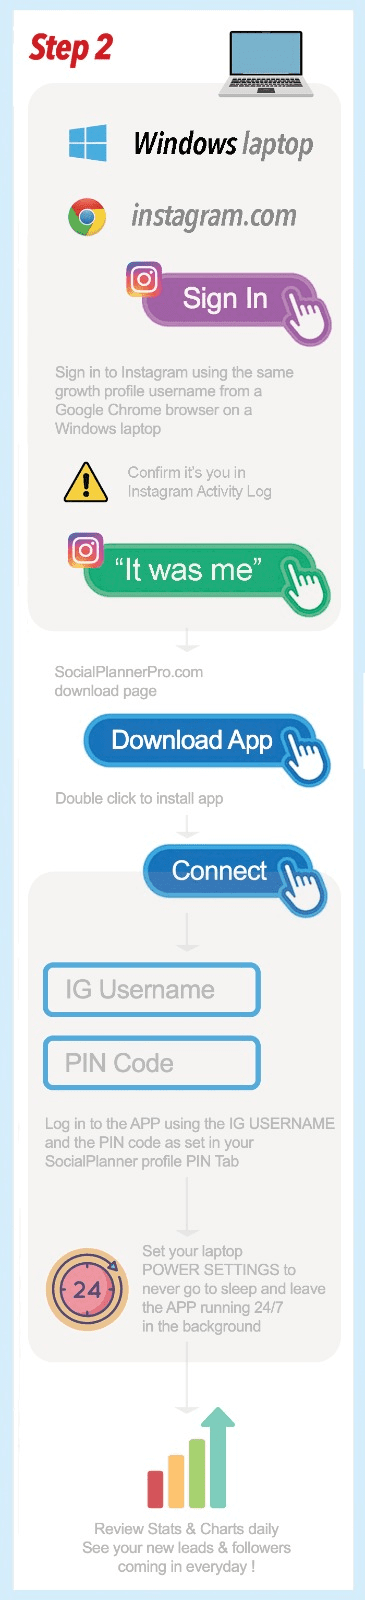 Step 2
Windows laptop
instagram.com
Sign In
Sign in to Instagram using the same
growth profile username from a
Google Chrome browser on a
Windows laptop
Confirm it's you in
Instagram Activity Log
“It was me”
SocialPlannerPro.com
download page
Download App
Double click to install app
Connect
IG Username
PIN Code
Log in to the APP using the IG USERNAME
and the PIN code as set in your
SocialPlanner profile PIN Tab
24
Set your laptop
POWER SETTINGS to
never go to sleep and leave
the APP running 24/7
in the background
Review Stats & Charts daily
See your new leads & followers
coming in everyday !